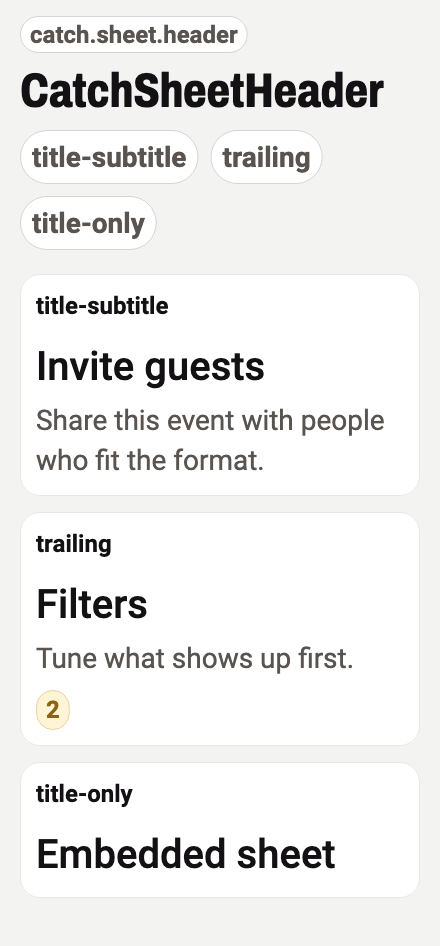 catch.sheet.header
CatchSheetHeader
title-subtitle
trailing
title-only
title-subtitle
Invite guests
Share this event with people
who fit the format.
trailing
Filters
Tune what shows up first.
2
title-only
Embedded sheet